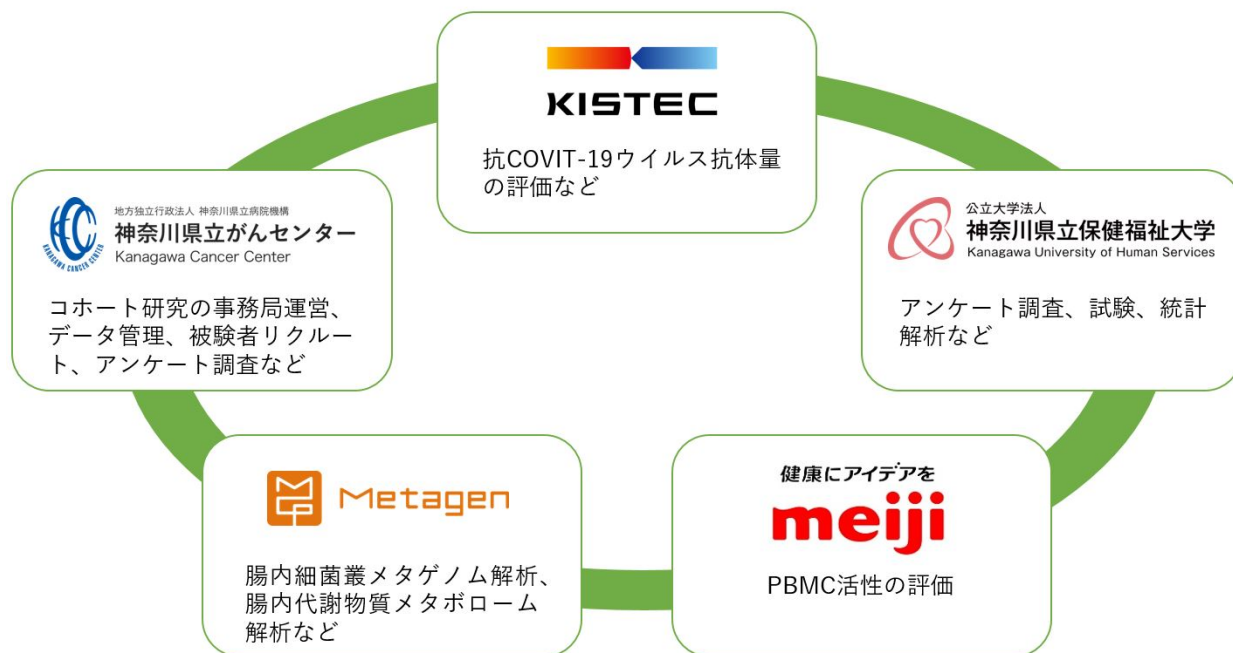 KISTEC
抗COVIT-19ウイルス抗体量
の評価など
地方独立行政法人 神奈川県立病院機構
神奈川県立がんセンター
Kanagawa Cancer Center
KANAGAWA CANCER CENTER
コホート研究の事務局運営、
データ管理、被験者リクルー
ト、アンケート調査など
公立大学法人
神奈川県立保健福祉大学
Kanagawa University of Human Services
アンケート調査、試験、統計
解析など
Metagen
腸内細菌叢メタゲノム解析、
腸内代謝物質メタボローム
解析など
健康にアイデアを
meiji
PBMC活性の評価